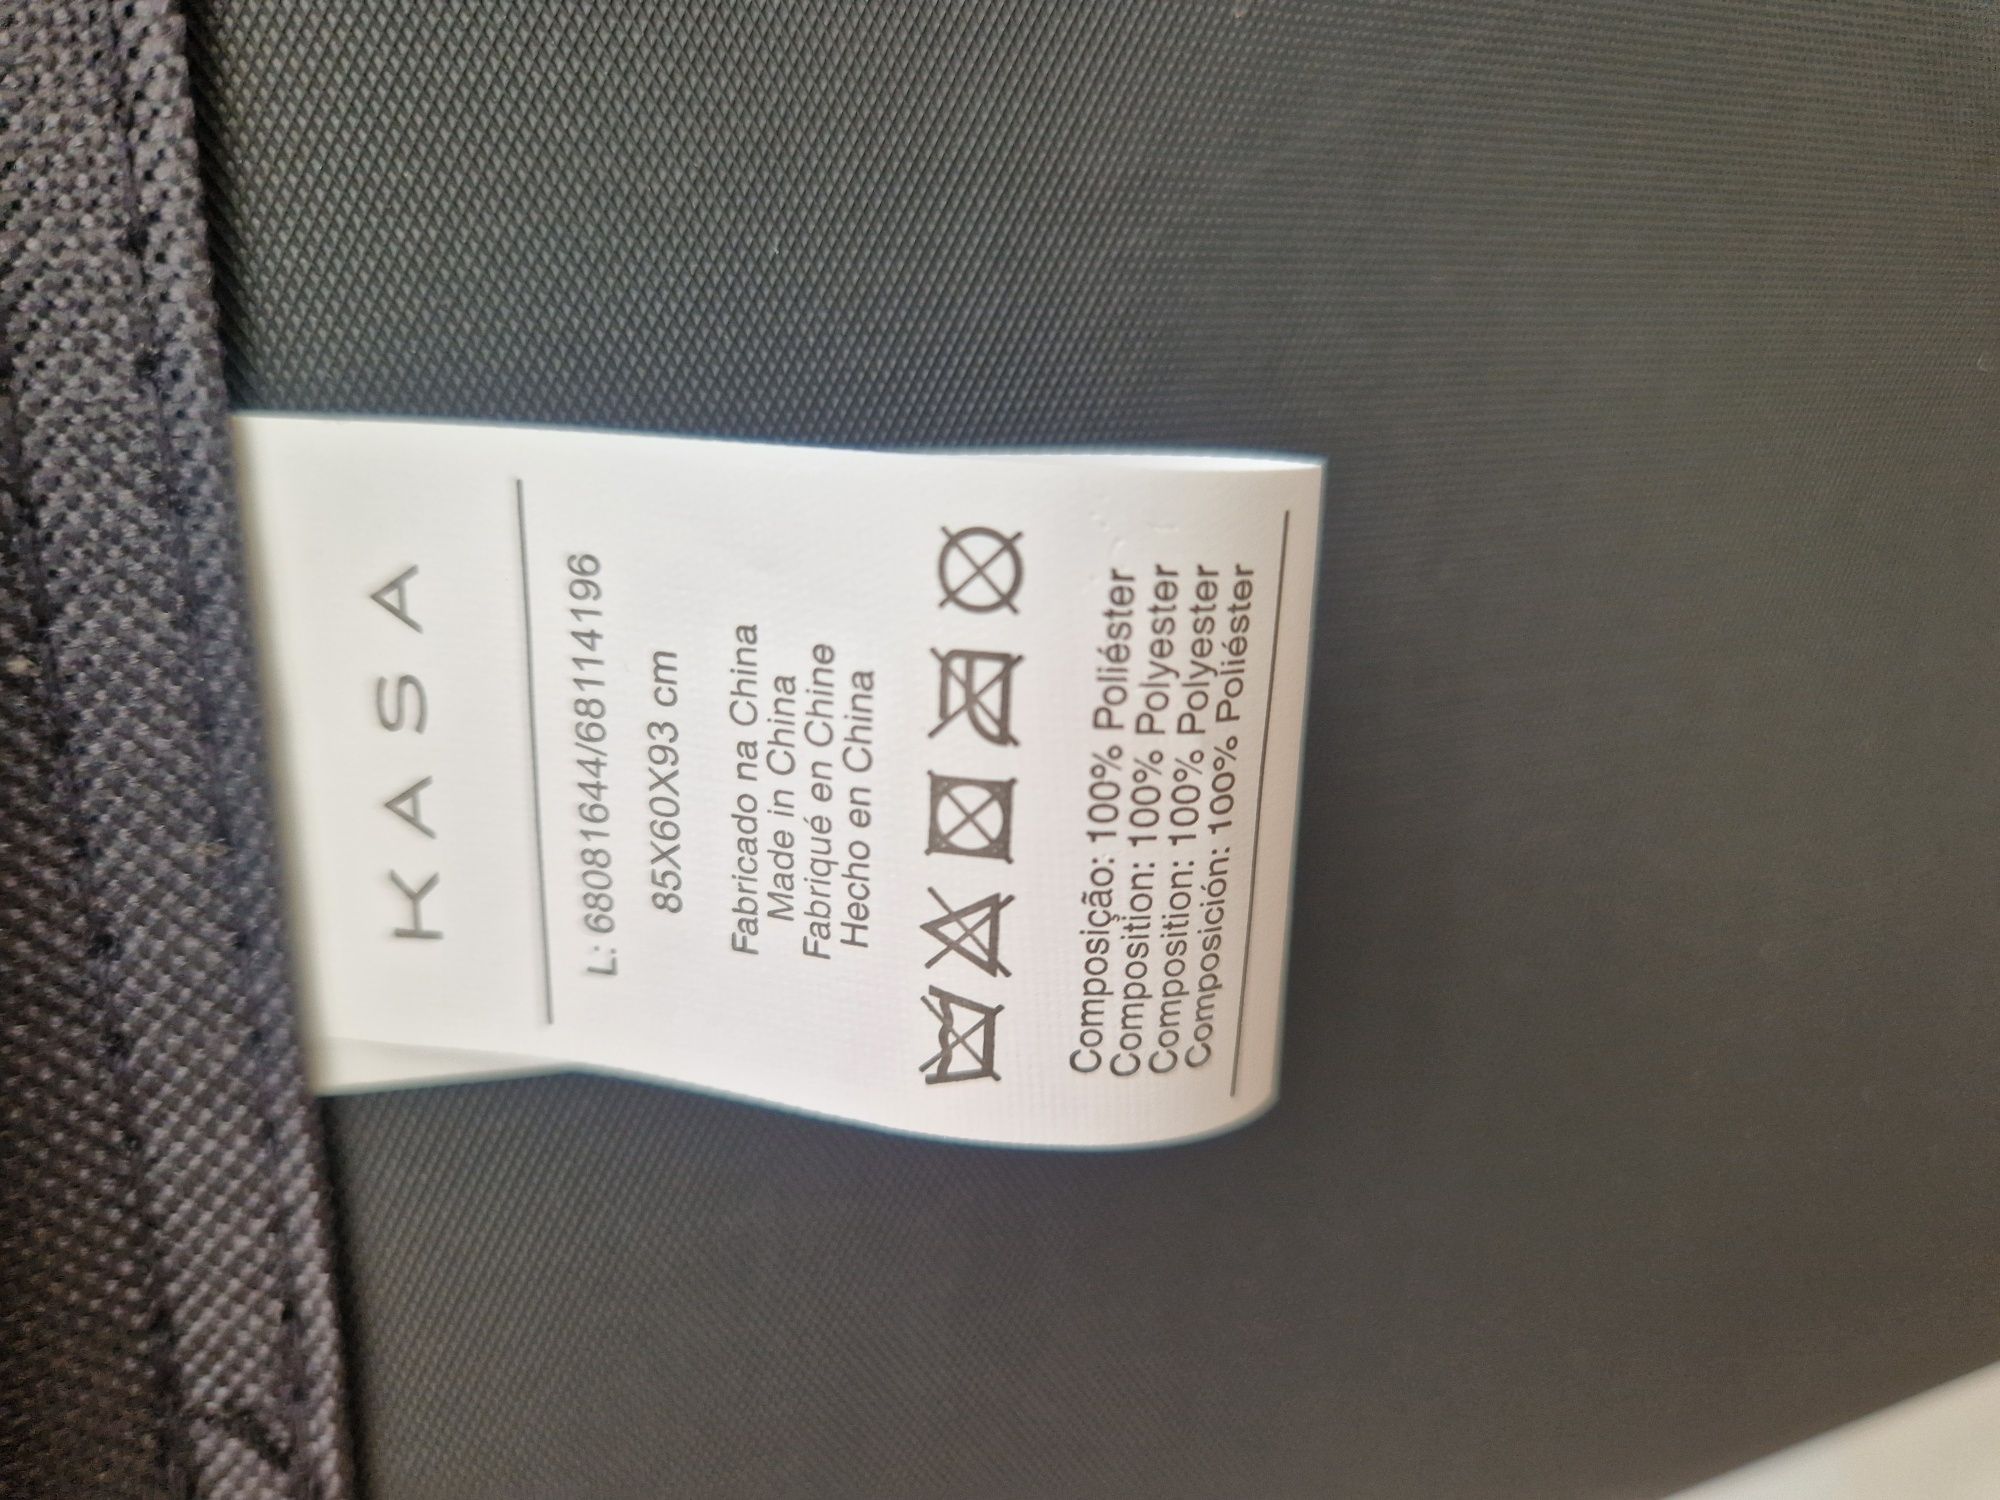 KASA
L: 68081644/68114196
85X60X93 cm
Fabricado na China
Made in China
Fabriqué en Chine
Hecho en China
Composição: 100% Poliéster
Composition: 100% Polyester
Composition: 100% Polyester
Composición: 100% Poliéster